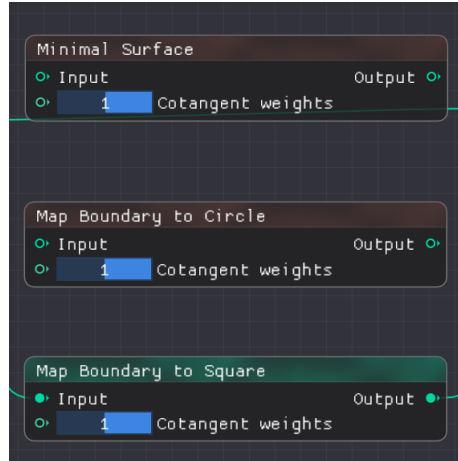 Minimal Surface
Input Output
1 Cotangent weights
Map Boundary to Circle
Input Output
1 Cotangent weights
Map Boundary to Square
Input Output
1 Cotangent weights